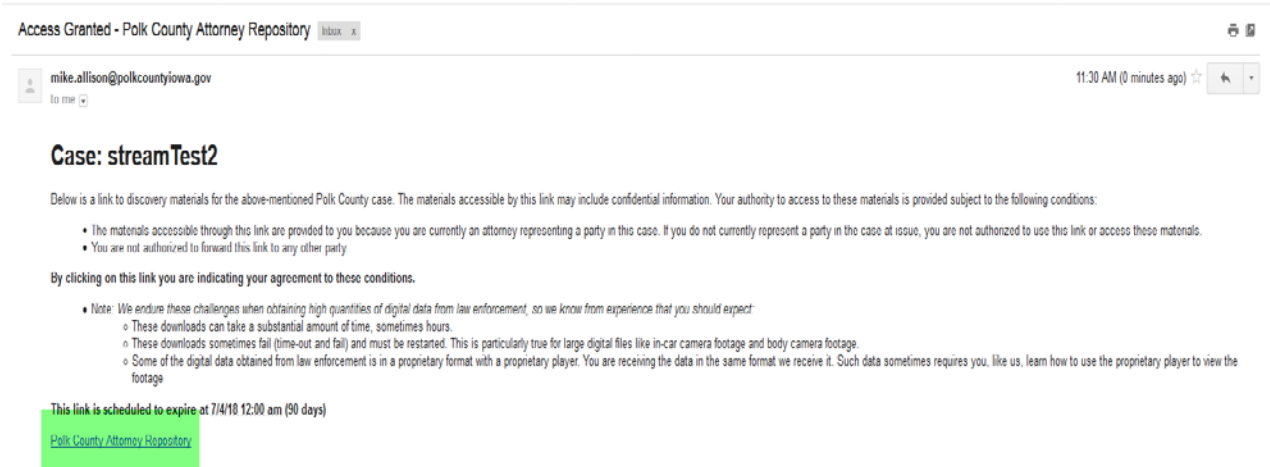 Access Granted - Polk County Attorney Repository Inbox x
mike.allison@polkcountyiowa.gov
11:30 AM (0 minutes ago)
to me
Case: streamTest2
Below is a link to discovery materials for the above-mentioned Polk County case. The materials accessible by this link may include confidential information. Your authority to access to these materials is provided subject to the following conditions:
• The materials accessible through this link are provided to you because you are currently an attorney representing a party in this case. If you do not currently represent a party in the case at issue, you are not authorized to use this link or access these materials.
• You are not authorized to forward this link to any other party
By clicking on this link you are indicating your agreement to these conditions.
• Note: We endure these challenges when obtaining high quantities of digital data from law enforcement, so we know from experience that you should expect:
o These downloads can take a substantial amount of time, sometimes hours.
o These downloads sometimes fail (time-out and fail) and must be restarted. This is particularly true for large digital files like in-car camera footage and body camera footage.
o Some of the digital data obtained from law enforcement is in a proprietary format with a proprietary player. You are receiving the data in the same format we receive it. Such data sometimes requires you, like us, learn how to use the proprietary player to view the
footage
This link is scheduled to expire at 7/4/18 12:00 am (90 days)
Polk County Attorney Repository